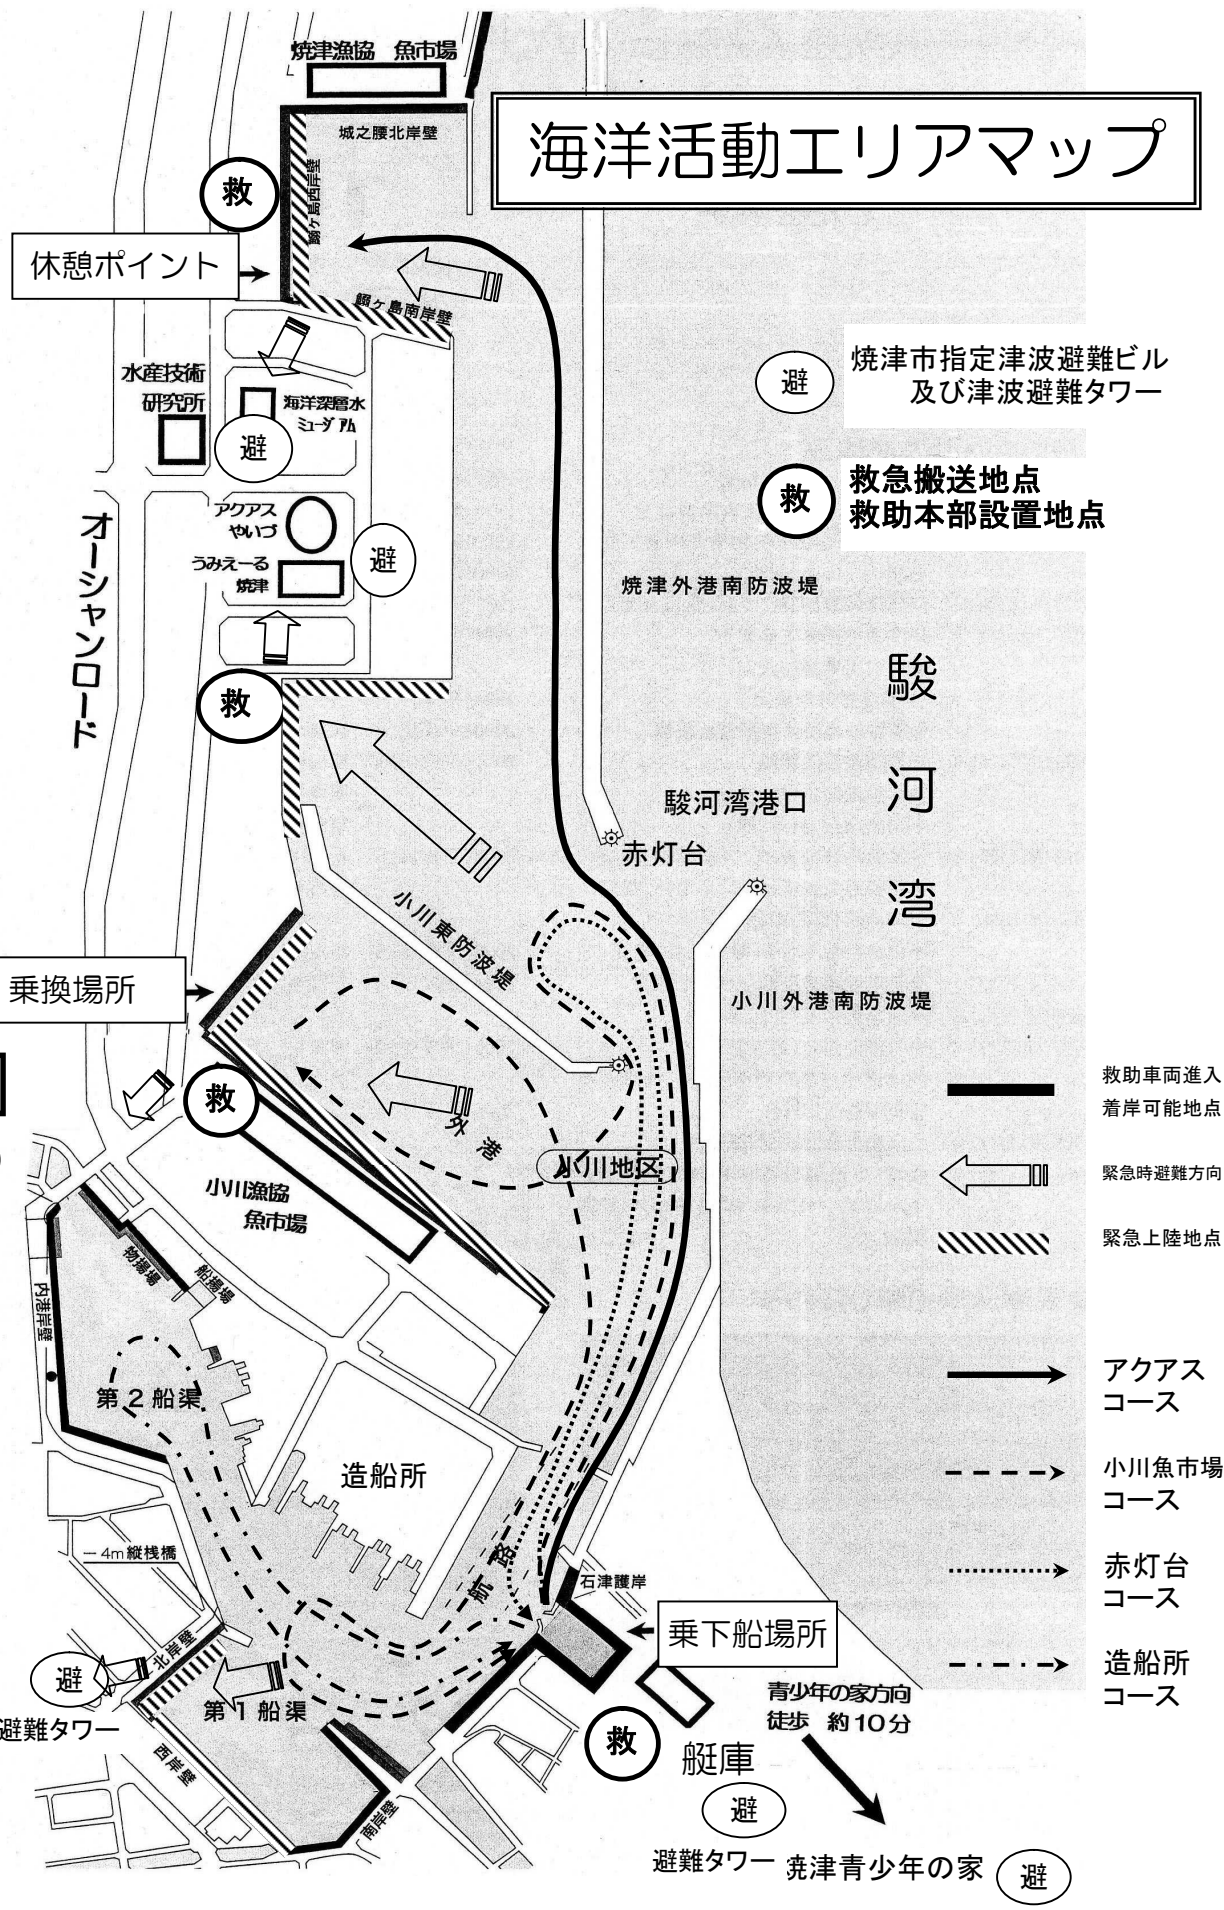 焼津漁協 魚市場
海洋活動エリアマップ
城之腰北岸壁
鰯ヶ島西岸壁
救
休憩ポイント
鰯ヶ島南岸壁
避
焼津市指定津波避難ビル
及び津波避難タワー
水産技術
研究所
海洋深層水
ミュージアム
避
救
救急搬送地点
救助本部設置地点
アクアス
やいづ
うみえーる
焼津
避
オーシャンロード
焼津外港南防波堤
駿河湾
救
駿河湾港口
赤灯台
小川東防波堤
乗換場所
小川外港南防波堤
救
外港
小川地区
小川漁協
魚市場
救助車両進入
着岸可能地点
緊急時避難方向
緊急上陸地点
物揚場
船揚場
内港岸壁
第2船渠
造船所
アクアス
コース
小川魚市場
コース
赤灯台
コース
造船所
コース
－4m縦桟橋
航路
石津護岸
乗下船場所
北岸壁
避
避難タワー
第1船渠
西岸壁
南岸壁
青少年の家方向
徒歩 約10分
救
艇庫
避
避難タワー
焼津青少年の家
避